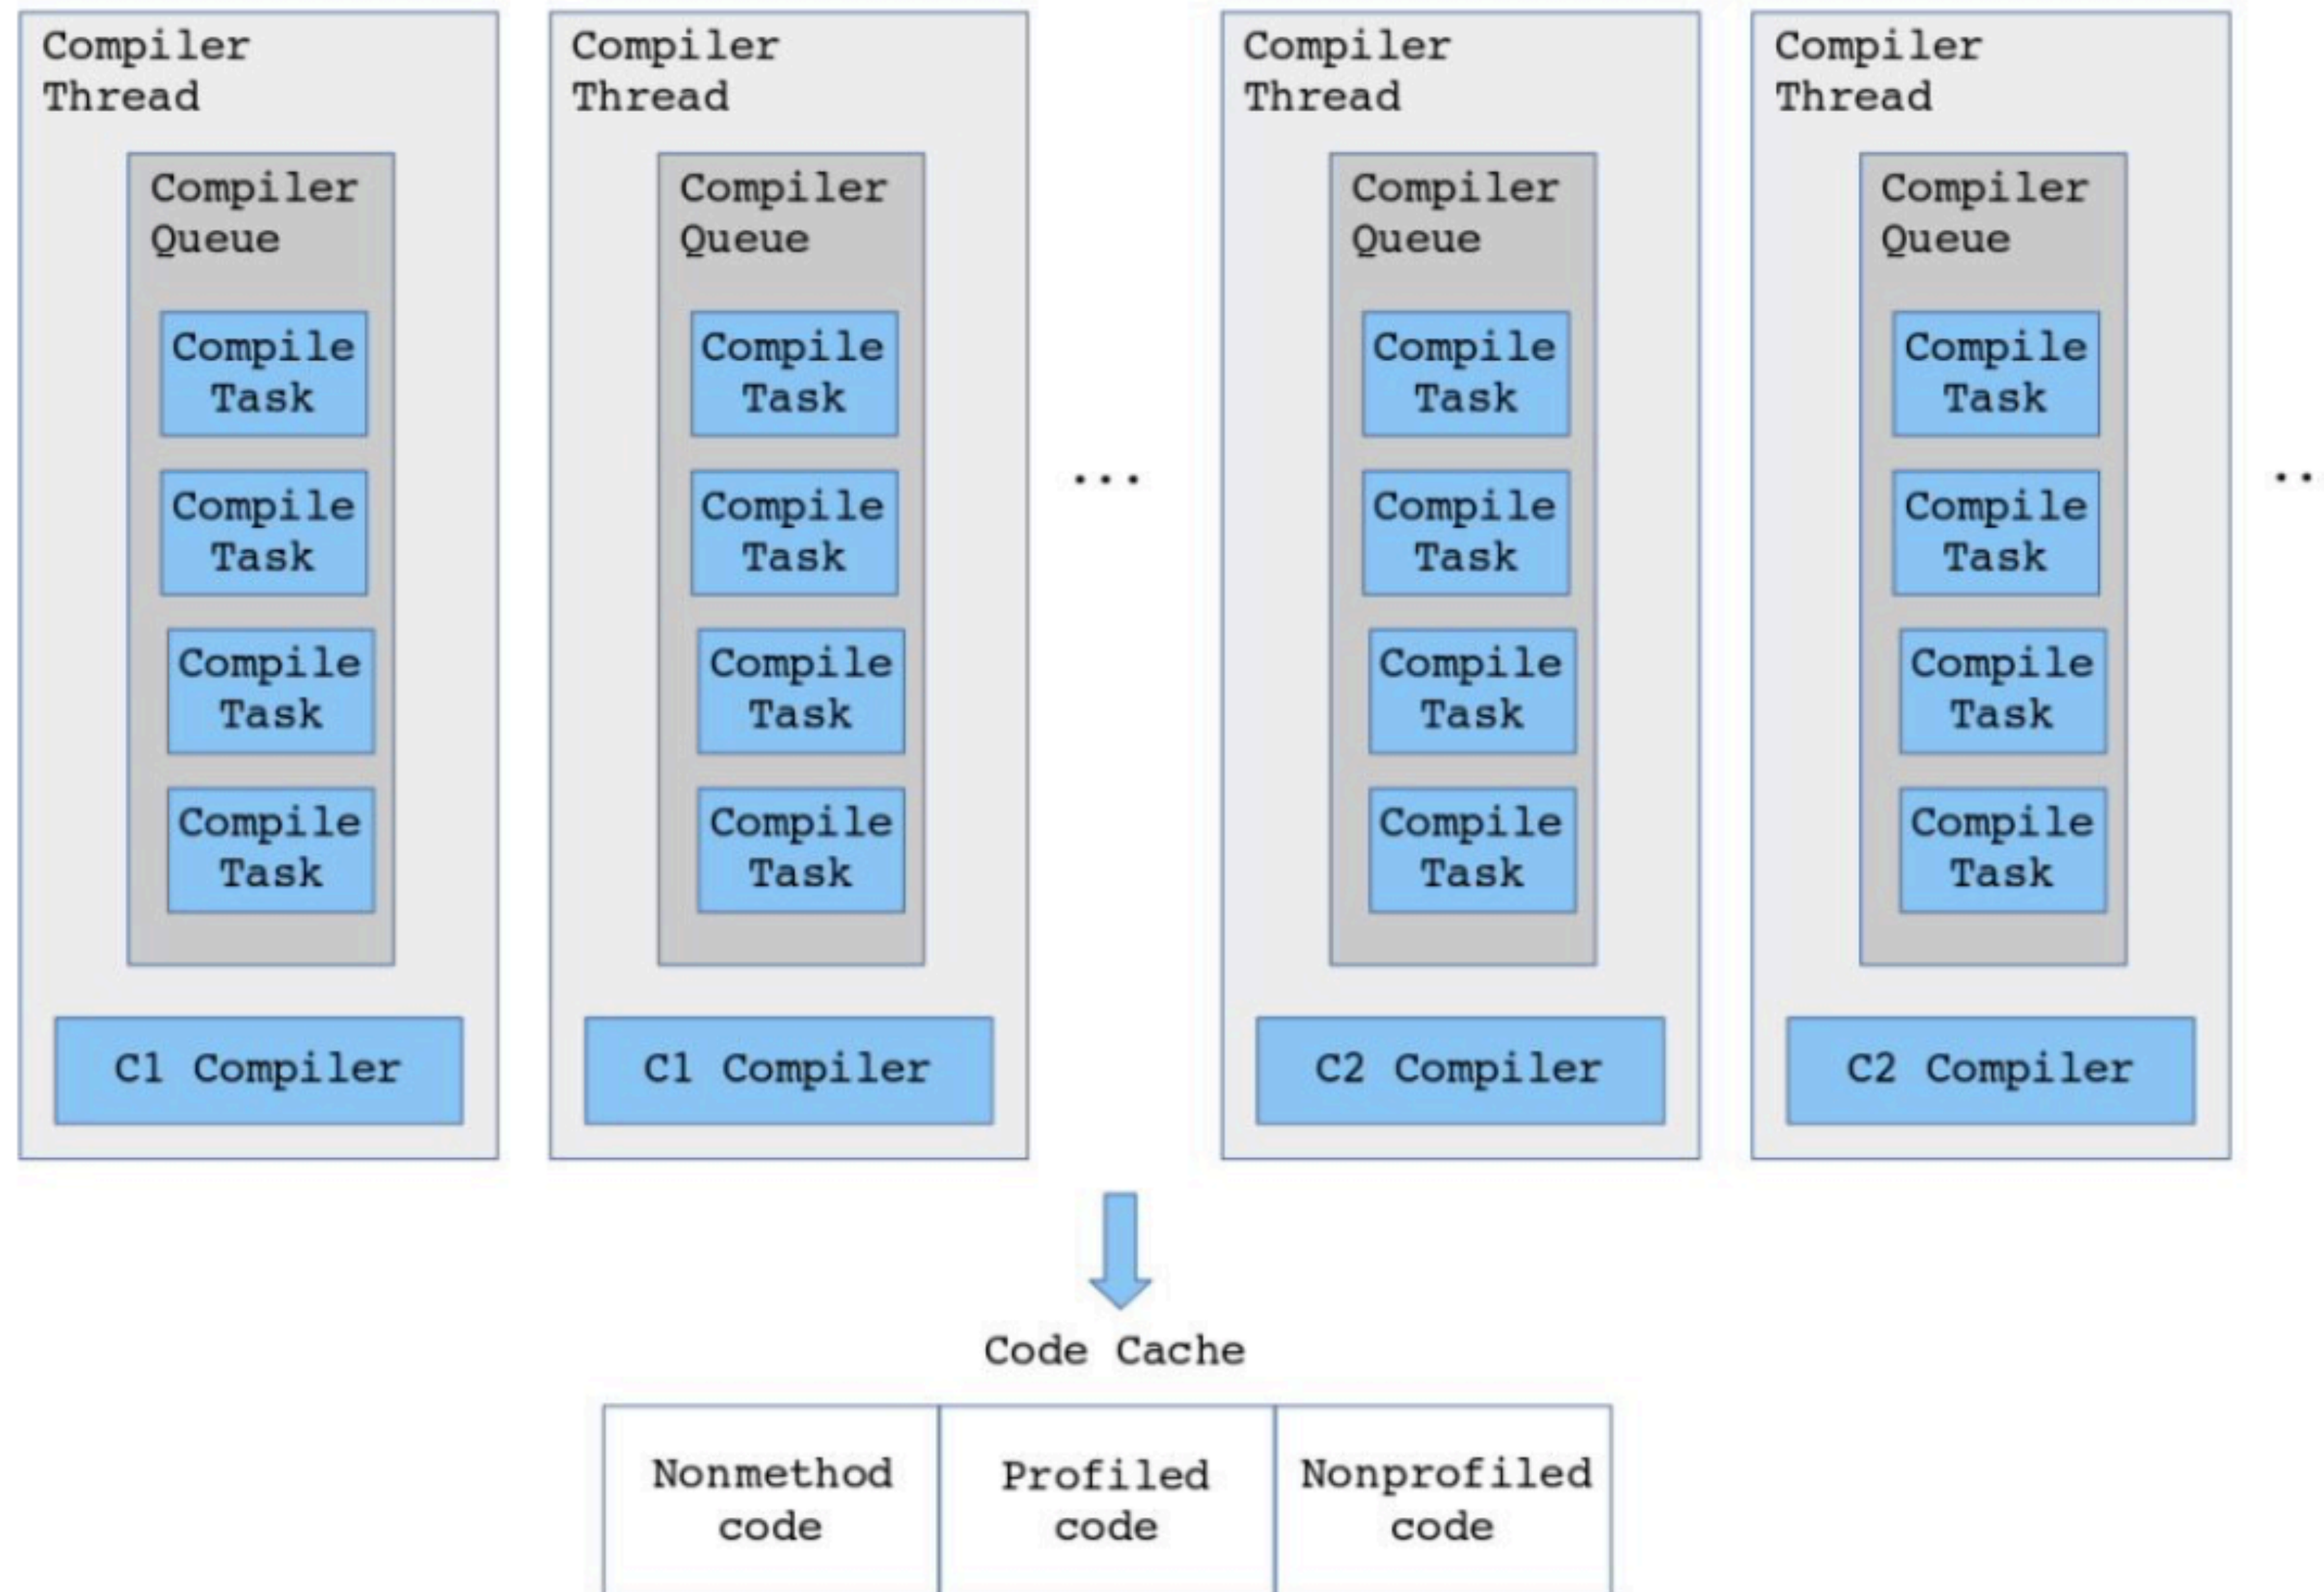 Compiler
Thread
Compiler
Queue
Compile
Task
Compile
Task
Compile
Task
Compile
Task
C1 Compiler
Compiler
Thread
Compiler
Queue
Compile
Task
Compile
Task
Compile
Task
Compile
Task
C1 Compiler
...
Compiler
Thread
Compiler
Queue
Compile
Task
Compile
Task
Compile
Task
Compile
Task
C2 Compiler
Compiler
Thread
Compiler
Queue
Compile
Task
Compile
Task
Compile
Task
Compile
Task
C2 Compiler
..
Code Cache
Nonmethod
code
Profiled
code
Nonprofiled
code